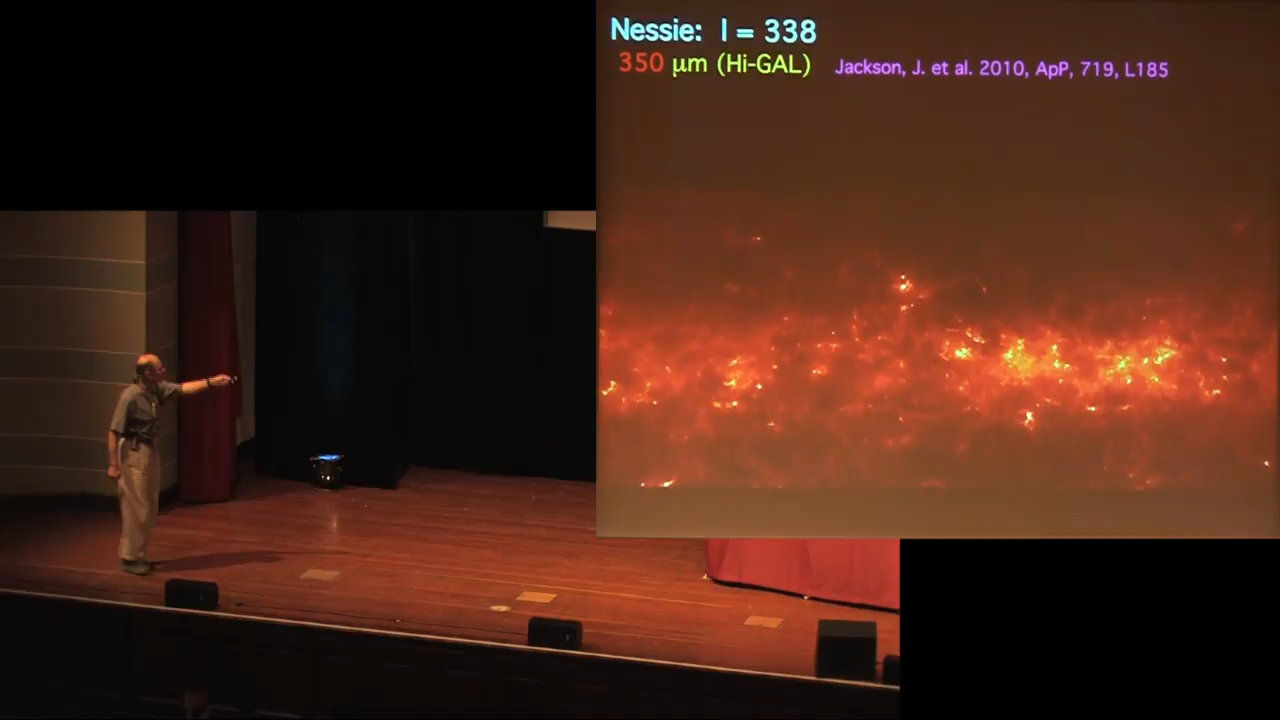 Nessie: l = 338
350 μm (Hi-GAL)
Jackson, J. et al. 2010, ApP, 719, L185